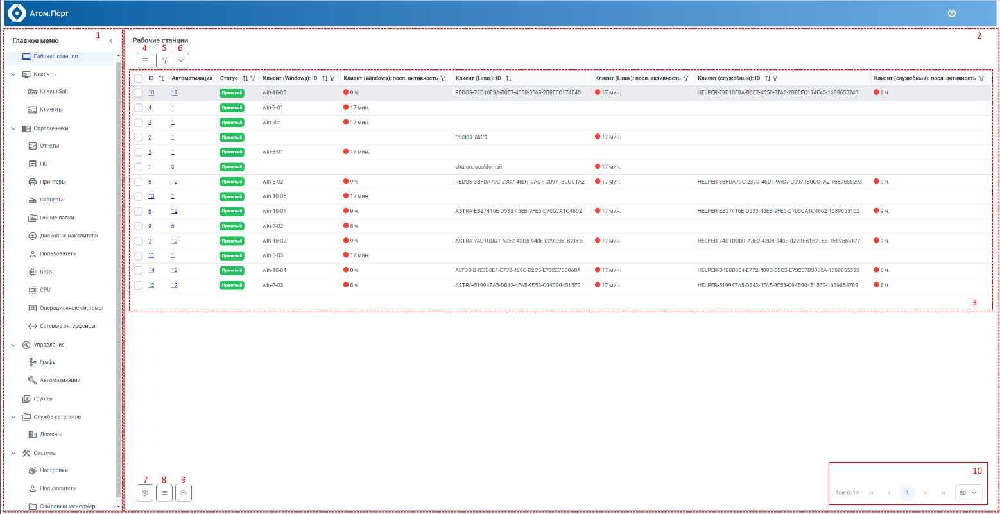 Атом.Порт
1
Главное меню
Рабочие станции
Клиенты
Ключи Salt
Клиенты
Справочники
Отчеты
ПО
Принтеры
Сканеры
Общие папки
Дисковые накопители
Пользователи
BIOS
CPU
Операционные системы
Сетевые интерфейсы
Управление
Графы
Автоматизации
Группы
Служба каталогов
Домены
Система
Настройки
Пользователи
Файловый менеджер
2
Рабочие станции
4 5 6
ID Автоматизации Статус Клиент (Windows): ID Клиент (Windows): посл. активность Клиент (Linux): ID Клиент (Linux): посл. активность Клиент (служебный): ID Клиент (служебный): посл. активность
10 12 Принятый win-10-03 9 ч. REDOS-79D10F9A-B0E7-4350-8FA8-2B8EFC174E40 17 мин. HELPER-79D10F9A-B0E7-4350-8FA8-2B8EFC174E40-1689655243 9 ч.
4 1 Принятый win-7-01 17 мин.
3 1 Принятый win_dc 17 мин.
2 1 Принятый freeipa_astra 17 мин.
5 1 Принятый win-8-01 17 мин.
1 0 Принятый charon.localdomain 17 мин.
8 12 Принятый win-8-02 9 ч. REDOS-3BFDA79C-23C7-46D1-9AC7-C0971B0CC1A2 17 мин. HELPER-3BFDA79C-23C7-46D1-9AC7-C0971B0CC1A2-1689655293 9 ч.
13 1 Принятый win-10-05 17 мин.
6 12 Принятый win-10-01 9 ч. ASTRA-EB27416E-D533-45EB-9FE5-D705CA1C4602 17 мин. HELPER-EB27416E-D533-45EB-9FE5-D705CA1C4602-1689655162 9 ч.
9 6 Принятый win-7-02 8 ч.
7 12 Принятый win-10-02 9 ч. ASTRA-74D1DDD1-A3E2-42D8-940E-0293EB1B21EB 17 мин. HELPER-74D1DDD1-A3E2-42D8-940E-0293EB1B21EB-1689655177 9 ч.
11 1 Принятый win-8-03 17 мин.
14 12 Принятый win-10-04 8 ч. ALTOS-B4E0B0E4-E772-489C-B2C3-E732E7D3060A 17 мин. HELPER-B4E0B0E4-E772-489C-B2C3-E732E7D3060A-1689655333 8 ч.
12 12 Принятый win-7-03 8 ч. ASTRA-519947A5-D842-4FA5-9E58-C94B904515E9 17 мин. HELPER-519947A5-D842-4FA5-9E58-C94B904515E9-1689654789 8 ч.
3
7 8 9
10
Всего: 14 1 50